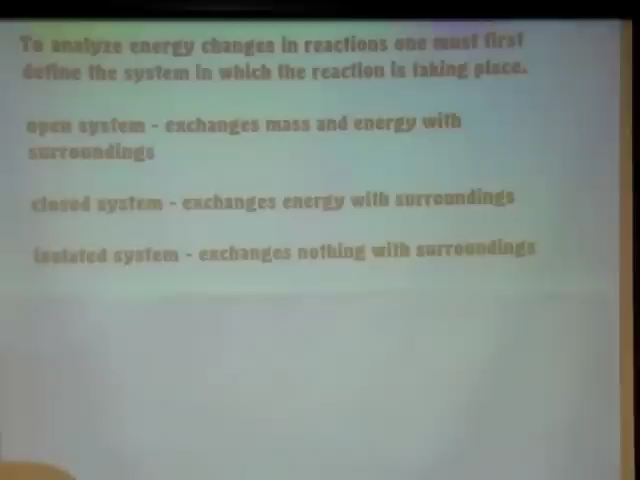 To analyze energy changes in reactions one must first
define the system in which the reaction is taking place.
open system - exchanges mass and energy with
surroundings
closed system - exchanges energy with surroundings
isolated system - exchanges nothing with surroundings